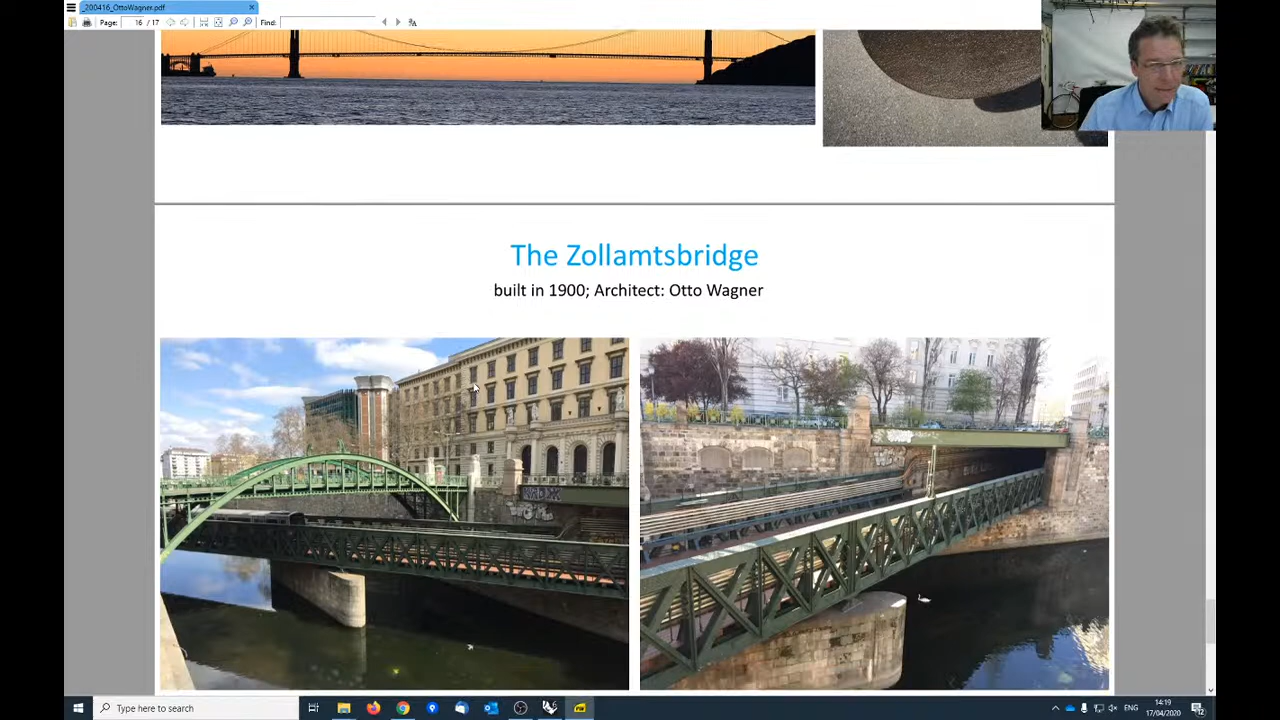 _200416_OttoWagner.pdf
Page: 16 / 17
Find:
The Zollamtsbridge
built in 1900; Architect: Otto Wagner
Type here to search
ENG
14:19
17/04/2020